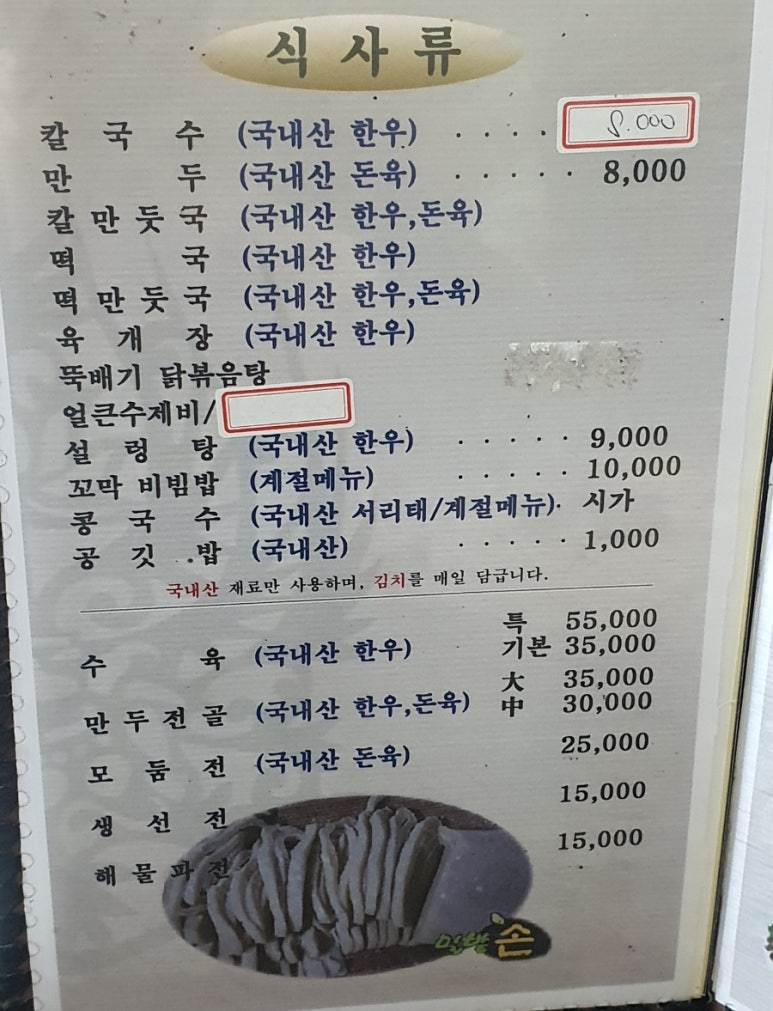 식사류
칼국수 (국내산 한우) ····· 8.000
만두 (국내산 돈육) ······ 8,000
칼만둣국 (국내산 한우,돈육)
떡국 (국내산 한우)
떡만둣국 (국내산 한우,돈육)
육개장 (국내산 한우)
뚝배기 닭볶음탕
얼큰수제비/
설렁탕 (국내산 한우) ····· 9,000
꼬막 비빔밥 (계절메뉴) ····· 10,000
콩국수 (국내산 서리태/계절메뉴)· 시가
공깃밥 (국내산) ····· 1,000
국내산 재료만 사용하며, 김치를 매일 담급니다.
수육 (국내산 한우) 특 55,000
기본 35,000
만두전골 (국내산 한우,돈육) 大 35,000
中 30,000
모둠전 (국내산 돈육) 25,000
생선전 15,000
해물파전 15,000
손